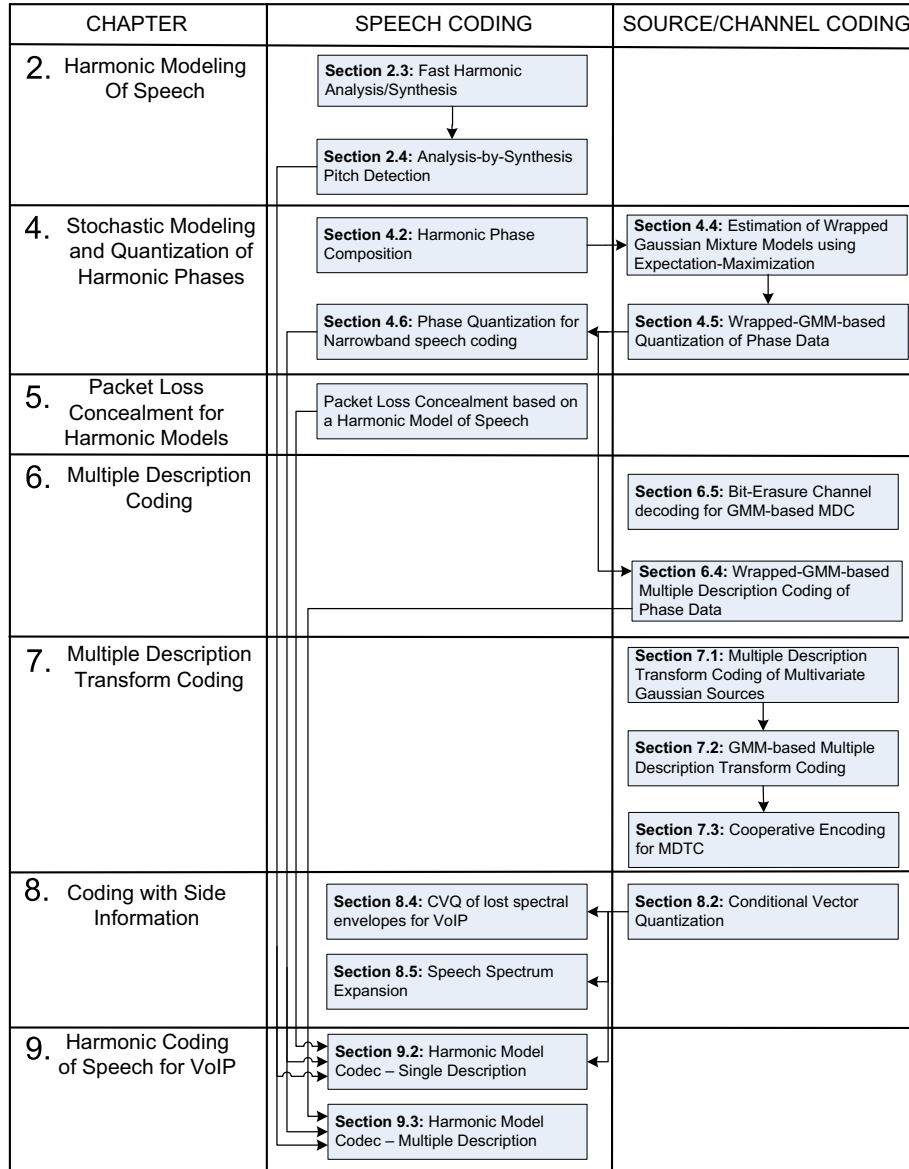 CHAPTER
SPEECH CODING
SOURCE/CHANNEL CODING
2. Harmonic Modeling
Of Speech
Section 2.3: Fast Harmonic
Analysis/Synthesis
Section 2.4: Analysis-by-Synthesis
Pitch Detection
4. Stochastic Modeling
and Quantization of
Harmonic Phases
Section 4.2: Harmonic Phase
Composition
Section 4.4: Estimation of Wrapped
Gaussian Mixture Models using
Expectation-Maximization
Section 4.6: Phase Quantization for
Narrowband speech coding
Section 4.5: Wrapped-GMM-based
Quantization of Phase Data
5. Packet Loss
Concealment for
Harmonic Models
Packet Loss Concealment based on
a Harmonic Model of Speech
6. Multiple Description
Coding
Section 6.5: Bit-Erasure Channel
decoding for GMM-based MDC
Section 6.4: Wrapped-GMM-based
Multiple Description Coding of
Phase Data
7. Multiple Description
Transform Coding
Section 7.1: Multiple Description
Transform Coding of Multivariate
Gaussian Sources
Section 7.2: GMM-based Multiple
Description Transform Coding
Section 7.3: Cooperative Encoding
for MDTC
8. Coding with Side
Information
Section 8.4: CVQ of lost spectral
envelopes for VoIP
Section 8.2: Conditional Vector
Quantization
Section 8.5: Speech Spectrum
Expansion
9. Harmonic Coding
of Speech for VoIP
Section 9.2: Harmonic Model
Codec – Single Description
Section 9.3: Harmonic Model
Codec – Multiple Description